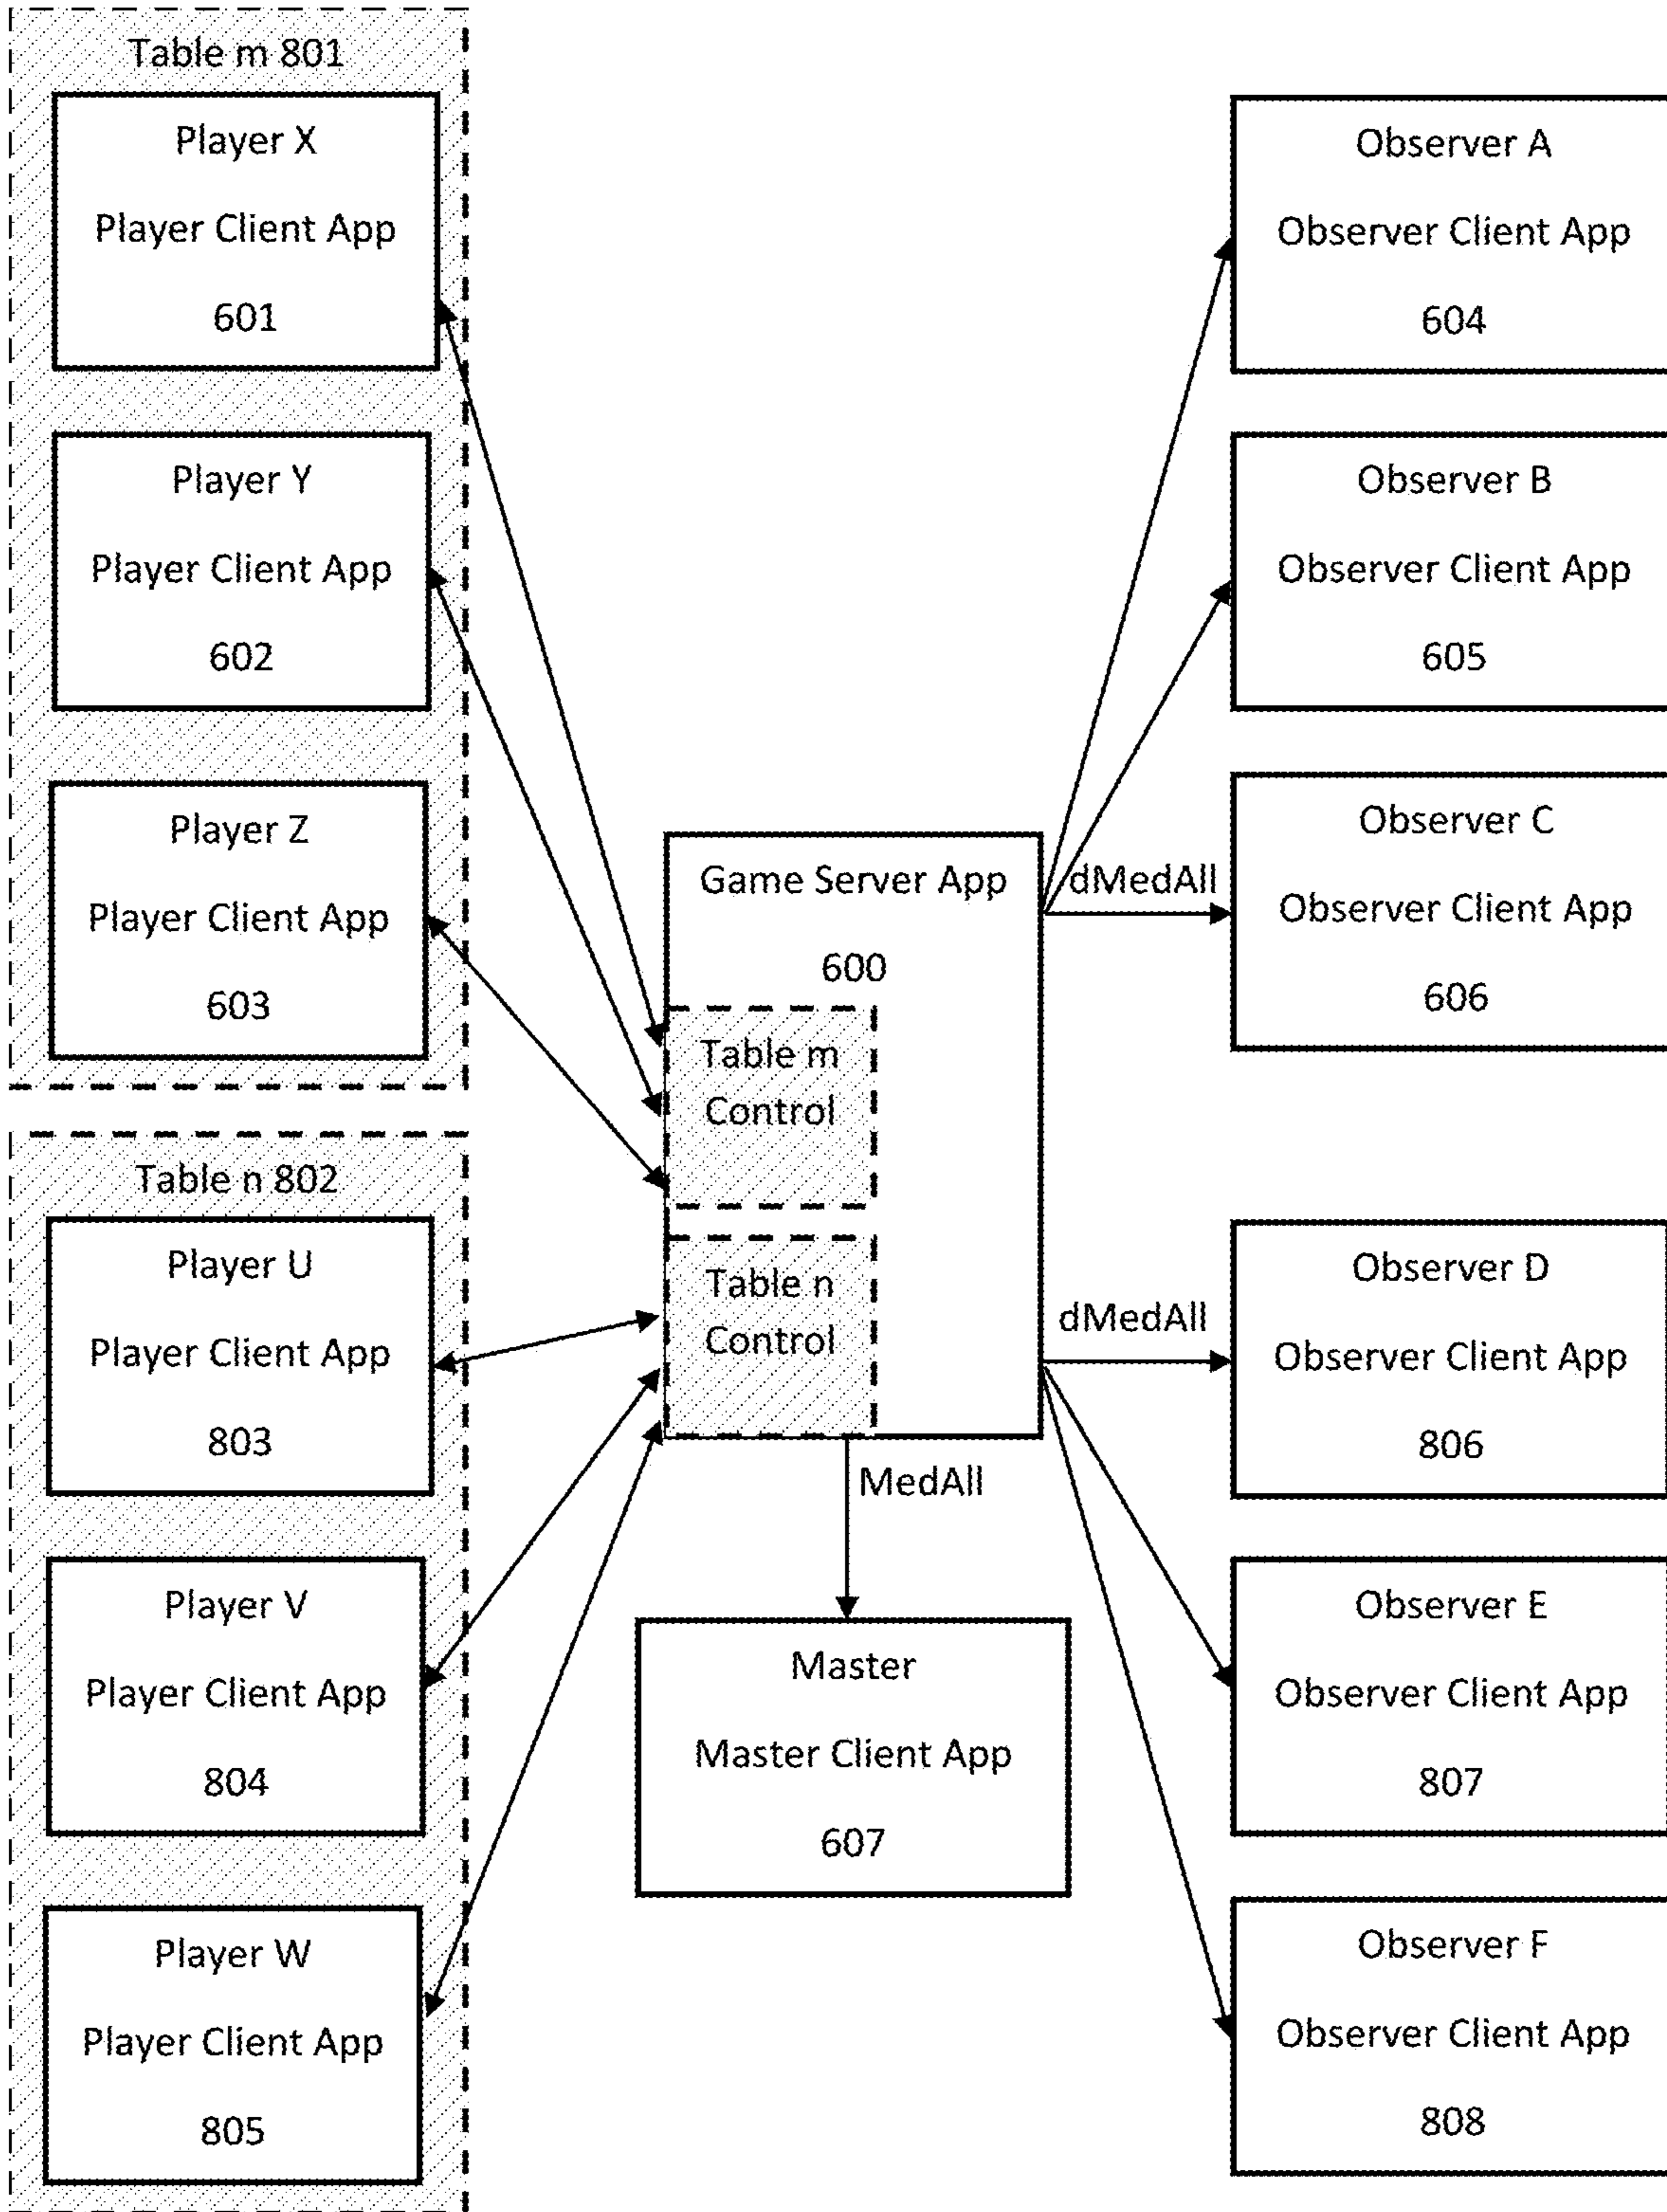 Table m 801
Player X
Player Client App
601
Player Y
Player Client App
602
Player Z
Player Client App
603
Table n 802
Player U
Player Client App
803
Player V
Player Client App
804
Player W
Player Client App
805
Game Server App
600
Table m
Control
Table n
Control
MedAll
Master
Master Client App
607
dMedAll
dMedAll
Observer A
Observer Client App
604
Observer B
Observer Client App
605
Observer C
Observer Client App
606
Observer D
Observer Client App
806
Observer E
Observer Client App
807
Observer F
Observer Client App
808